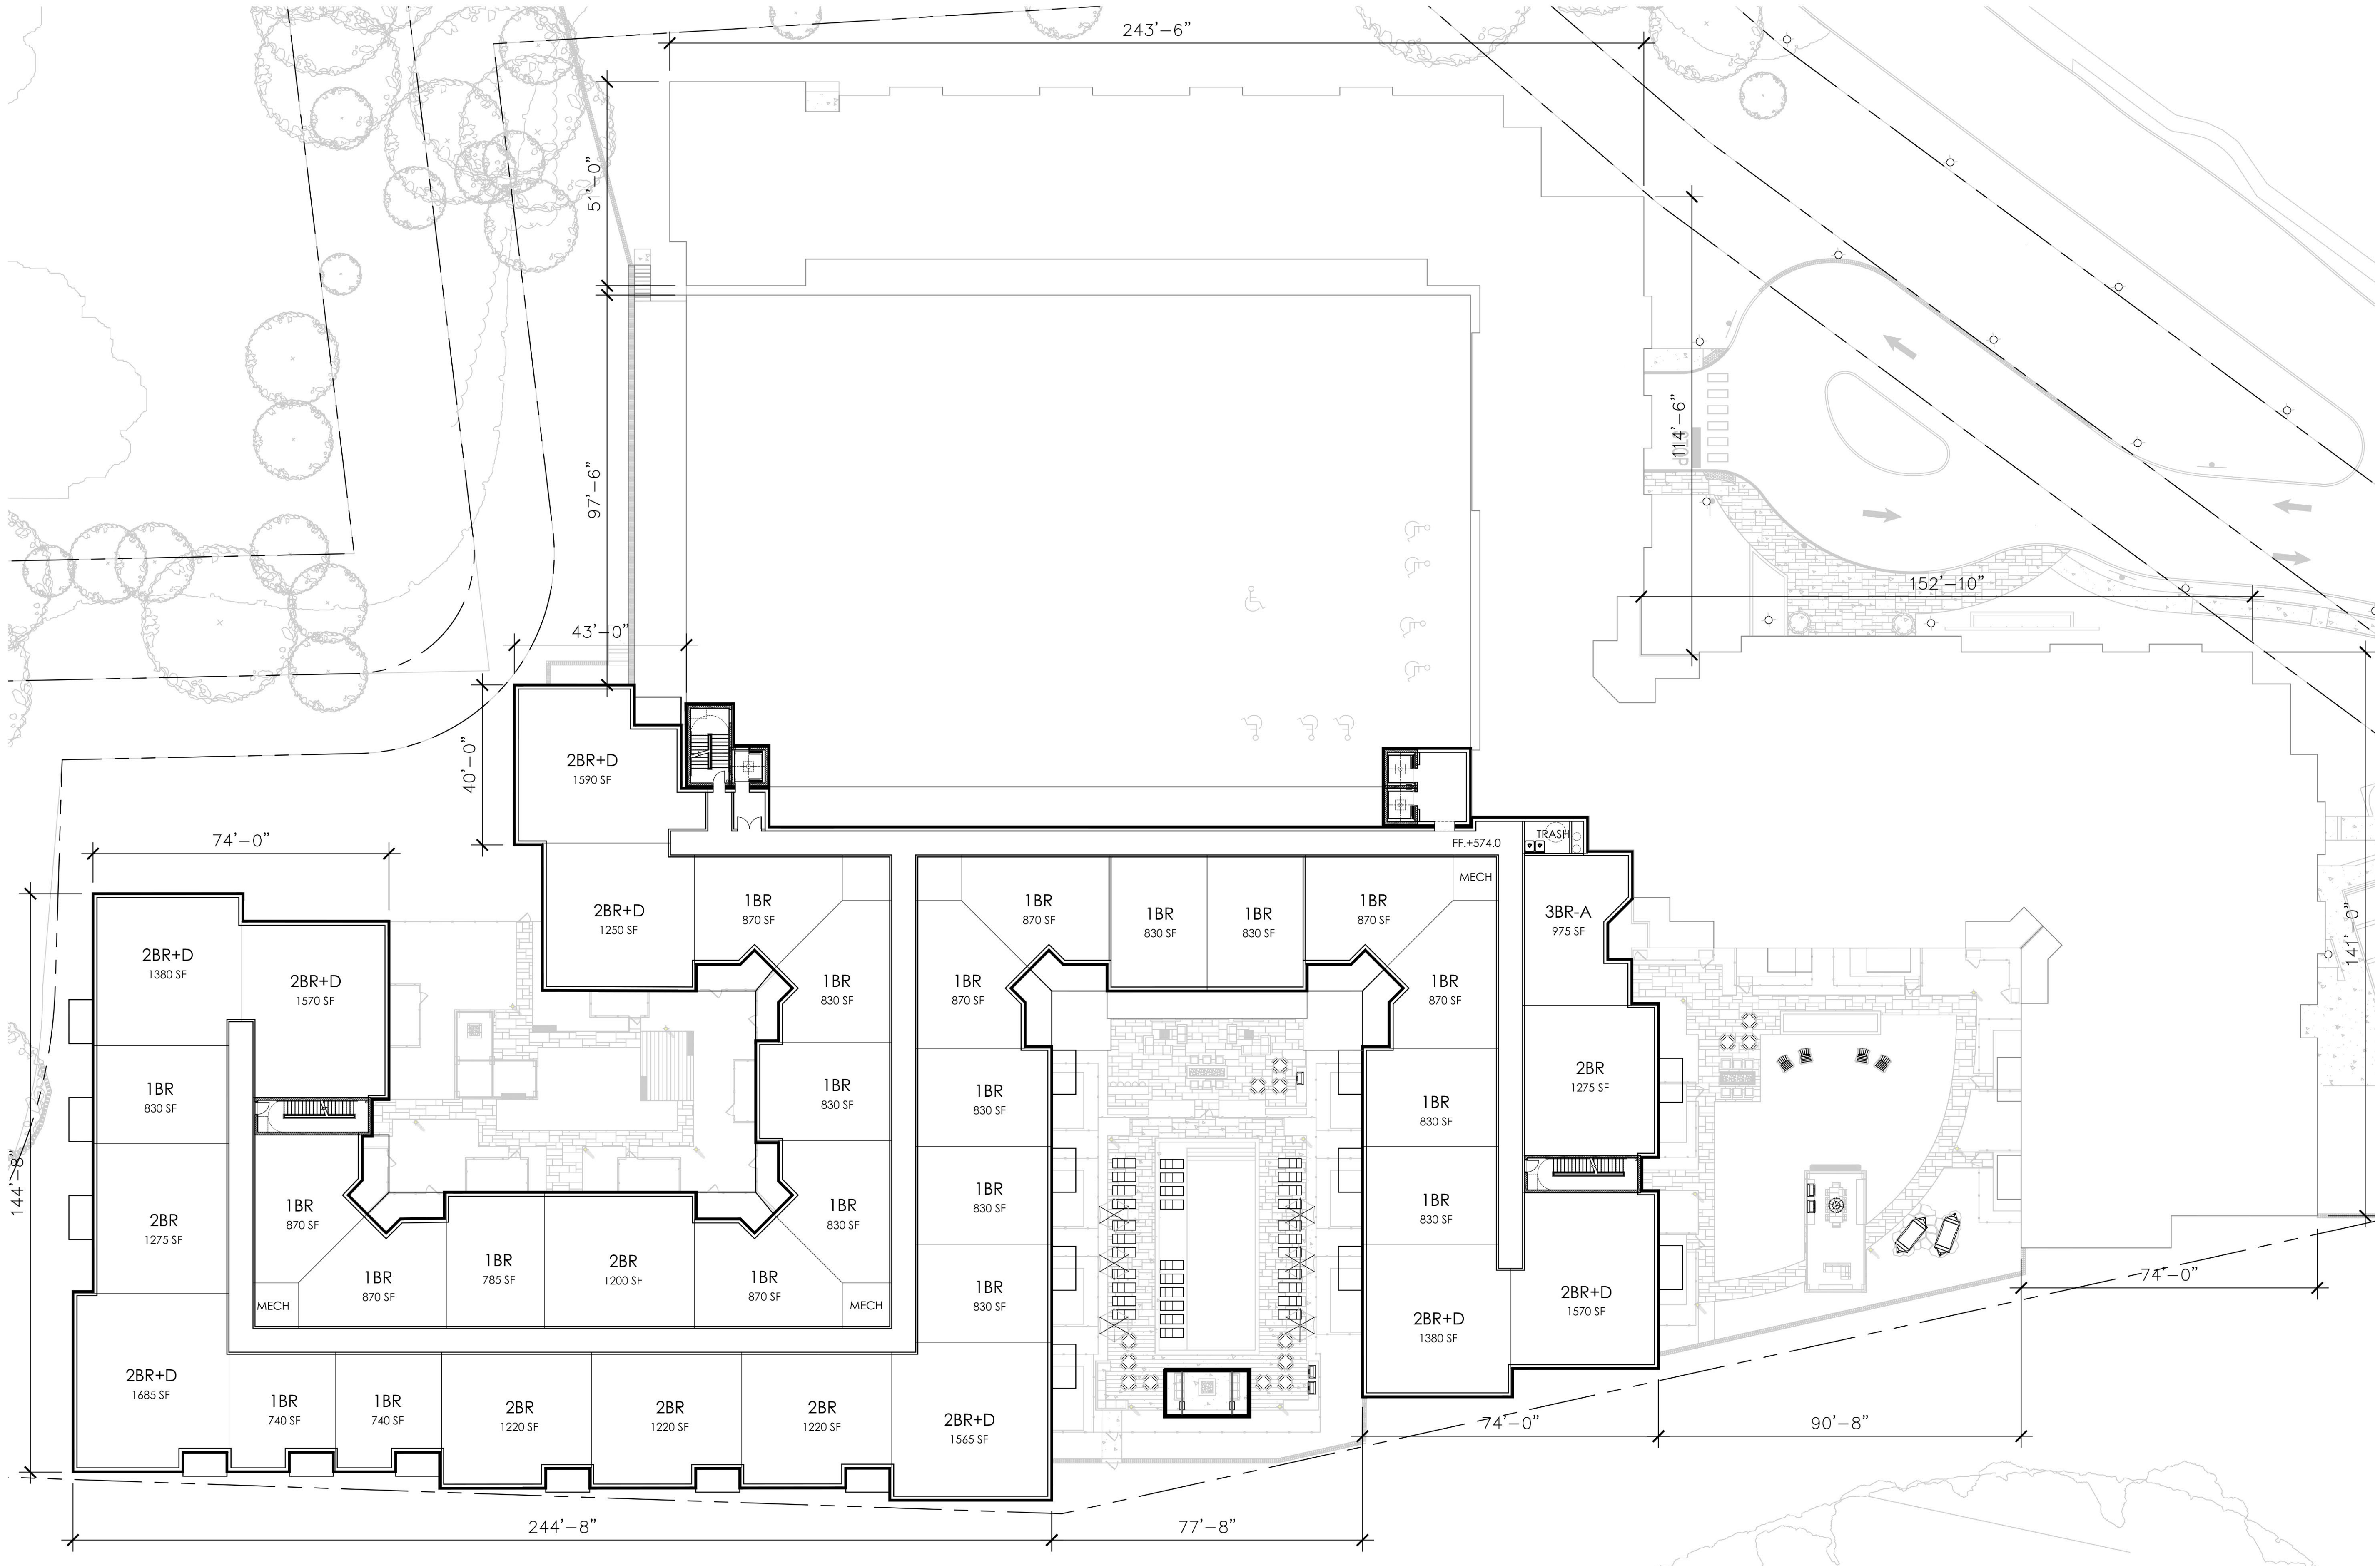 243'-6"
51'-0"
97'-6"
114'-6"
STOP
152'-10"
43'-0"
40'-0"
2BR+D
1590 SF
74'-0"
TRASH
FF.+574.0
2BR+D
1250 SF
1BR
870 SF
MECH
1BR
870 SF
1BR
830 SF
1BR
830 SF
1BR
870 SF
3BR-A
975 SF
141'-0"
2BR+D
1380 SF
2BR+D
1570 SF
1BR
830 SF
1BR
870 SF
1BR
870 SF
1BR
830 SF
1BR
830 SF
1BR
830 SF
1BR
830 SF
2BR
1275 SF
144'-8"
2BR
1275 SF
1BR
870 SF
1BR
830 SF
1BR
830 SF
1BR
830 SF
1BR
870 SF
1BR
785 SF
2BR
1200 SF
1BR
870 SF
1BR
830 SF
MECH
MECH
2BR+D
1380 SF
2BR+D
1570 SF
74'-0"
2BR+D
1685 SF
1BR
740 SF
1BR
740 SF
2BR
1220 SF
2BR
1220 SF
2BR
1220 SF
2BR+D
1565 SF
74'-0"
90'-8"
244'-8"
77'-8"